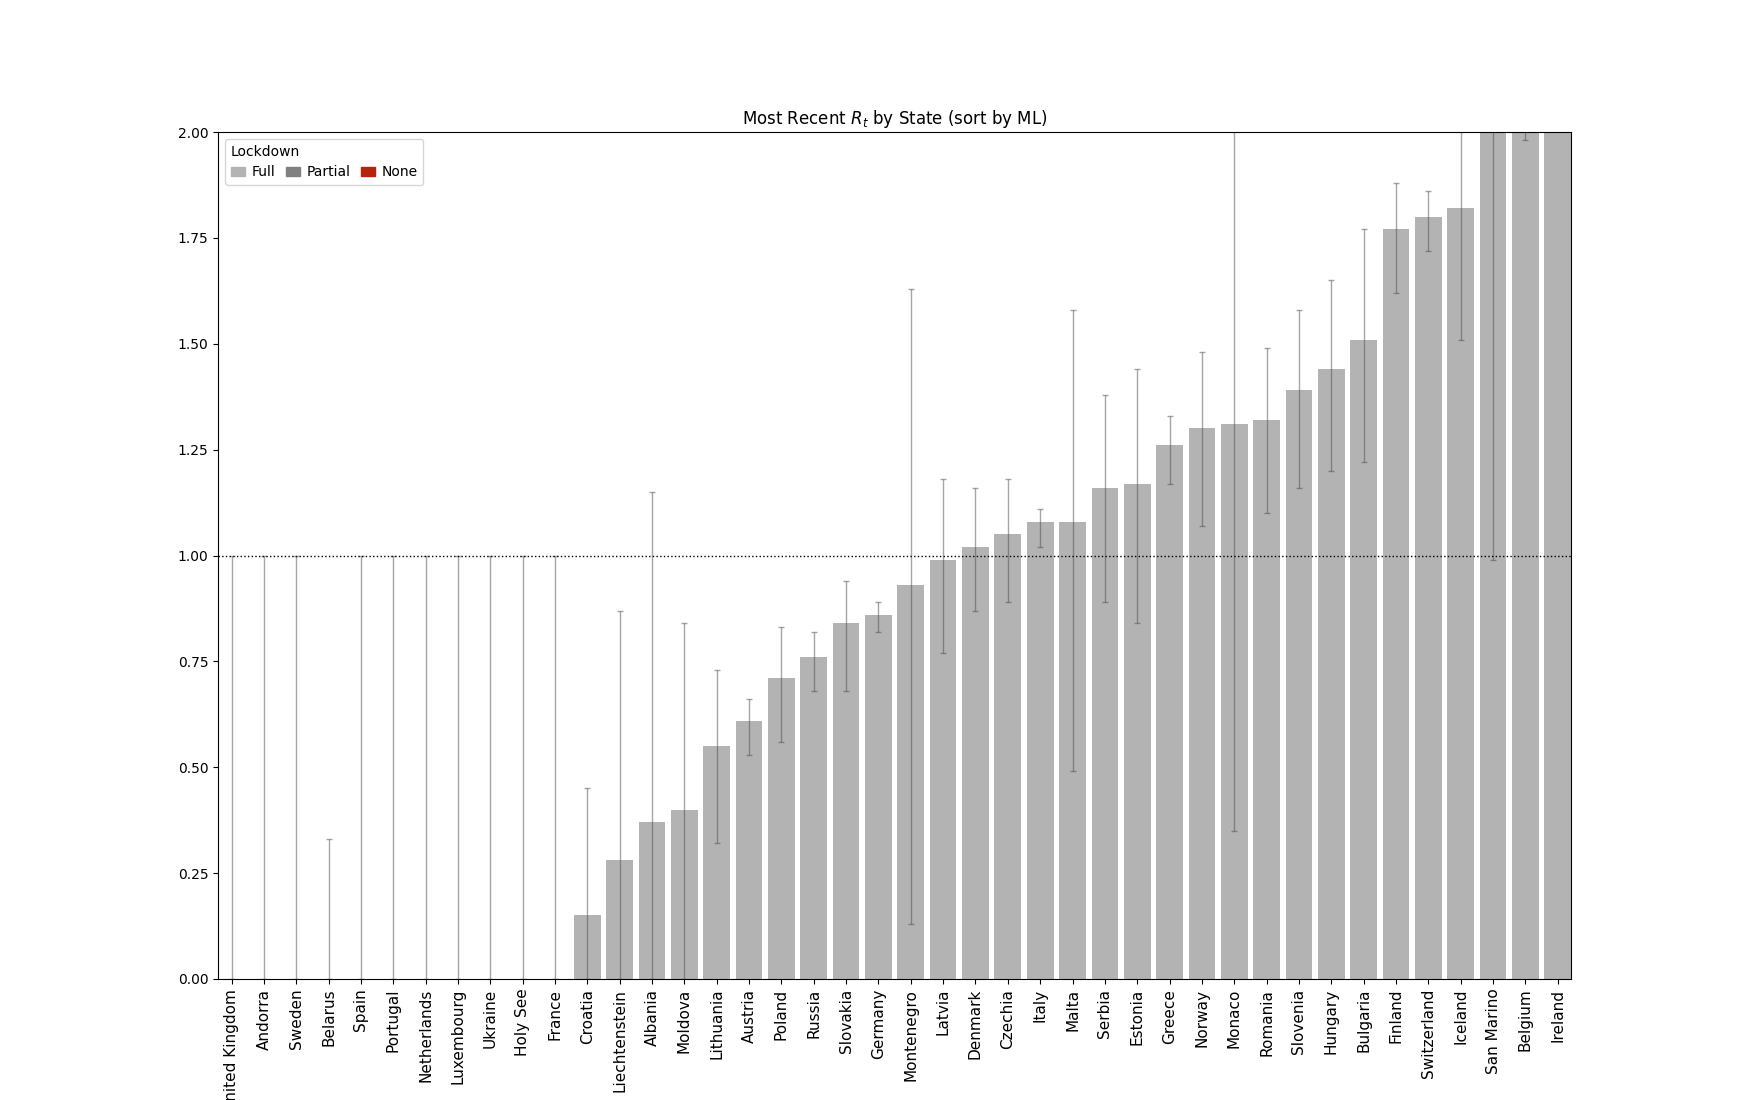 Most Recent Rt by State (sort by ML)
Lockdown
Full Partial None
2.00
1.75
1.50
1.25
1.00
0.75
0.50
0.25
0.00
nited Kingdom
Andorra
Sweden
Belarus
Spain
Portugal
Netherlands
Luxembourg
Ukraine
Holy See
France
Croatia
Liechtenstein
Albania
Moldova
Lithuania
Austria
Poland
Russia
Slovakia
Germany
Montenegro
Latvia
Denmark
Czechia
Italy
Malta
Serbia
Estonia
Greece
Norway
Monaco
Romania
Slovenia
Hungary
Bulgaria
Finland
Switzerland
Iceland
San Marino
Belgium
Ireland